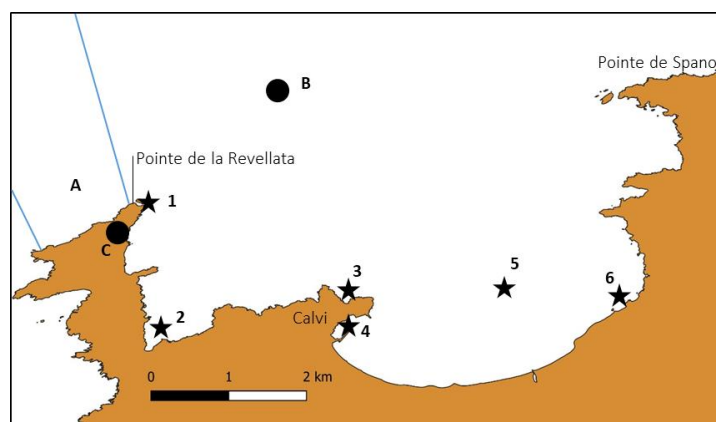 Pointe de Spano
B
Pointe de la Revellata
A
1
C
3
5
6
2
Calvi
4
0 1 2 km